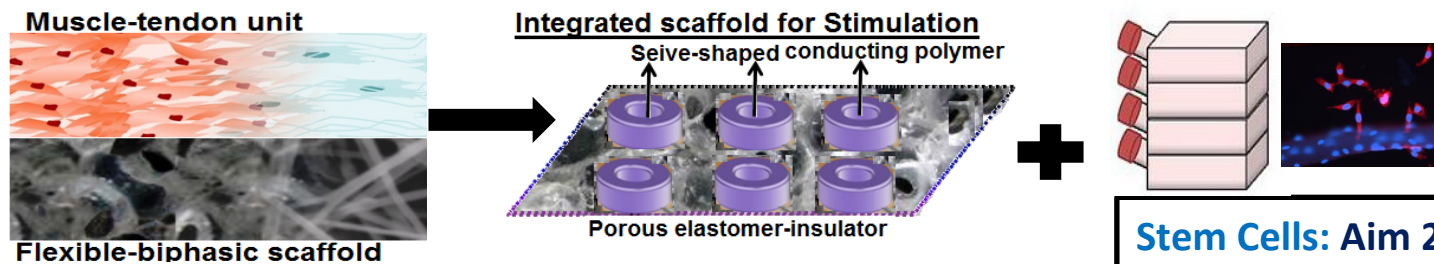 Muscle-tendon unit
Flexible-biphasic scaffold
Integrated scaffold for Stimulation
Seive-shaped conducting polymer
Porous elastomer-insulator
Stem Cells: Aim 2